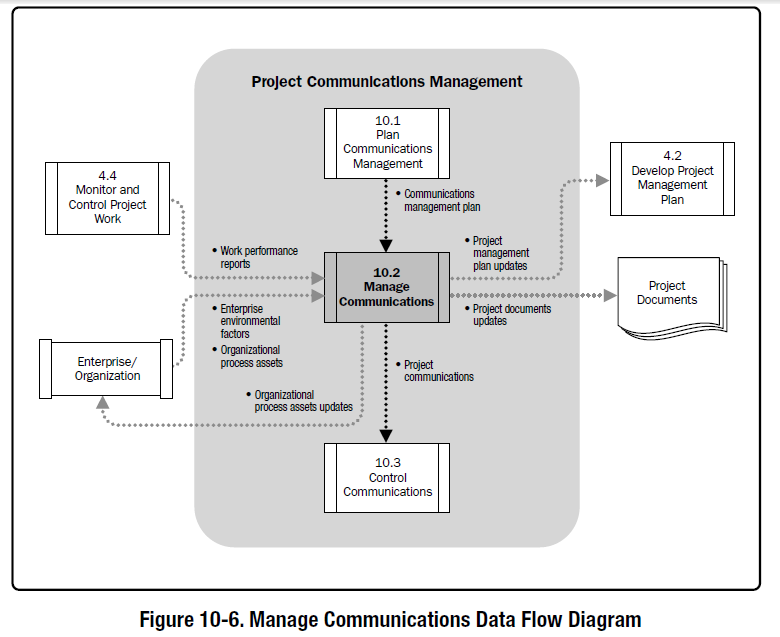 Project Communications Management
10.1
Plan
Communications
Management
4.4
Monitor and
Control Project
Work
4.2
Develop Project
Management
Plan
• Communications
management plan
• Work performance
reports
• Project
management
plan updates
10.2
Manage
Communications
Project
Documents
• Enterprise
environmental
factors
• Organizational
process assets
• Project documents
updates
Enterprise/
Organization
• Project
communications
• Organizational
process assets updates
10.3
Control
Communications
Figure 10-6. Manage Communications Data Flow Diagram